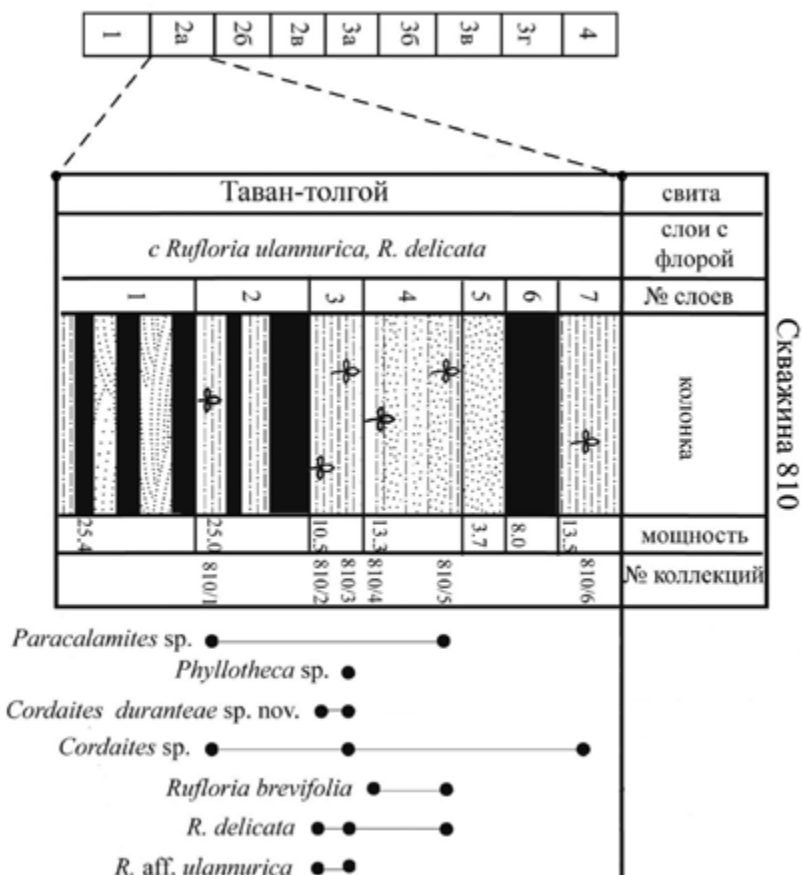 1 2а 2б 2в 3а 3б 3в 3г 4
Таван-толгой свита
с Rufloria ulannurica, R. delicata слои с
флорой
1 2 3 4 5 6 7 № слоев
колонка
Скважина 810
25.4 25.0 10.5 13.3 3.7 8.0 13.5 мощность
810/1 810/2 810/3 810/4 810/5 810/6 № коллекций
Paracalamites sp.
Phyllotheca sp.
Cordaites duranteae sp. nov.
Cordaites sp.
Rufloria brevifolia
R. delicata
R. aff. ulannurica